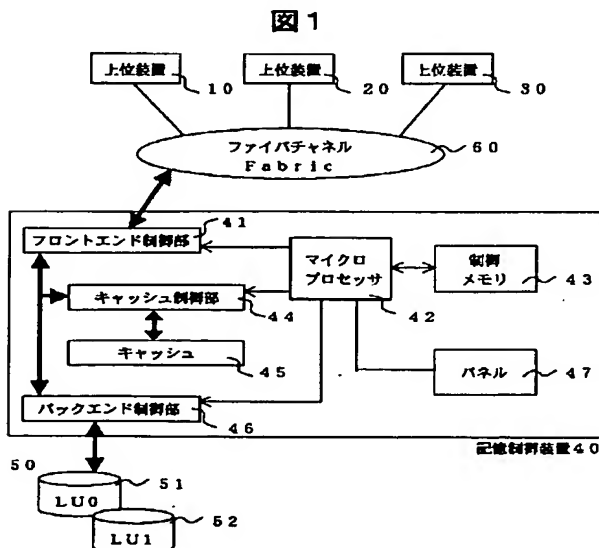 図1
上位装置 10
上位装置 20
上位装置 30
ファイバチャネル
Fabric
60
41
フロントエンド制御部
マイクロ
プロセッサ
42
制御
メモリ
43
キャッシュ制御部
44
キャッシュ
45
パネル
47
バックエンド制御部
46
記憶制御装置40
50
51
LU0
52
LU1